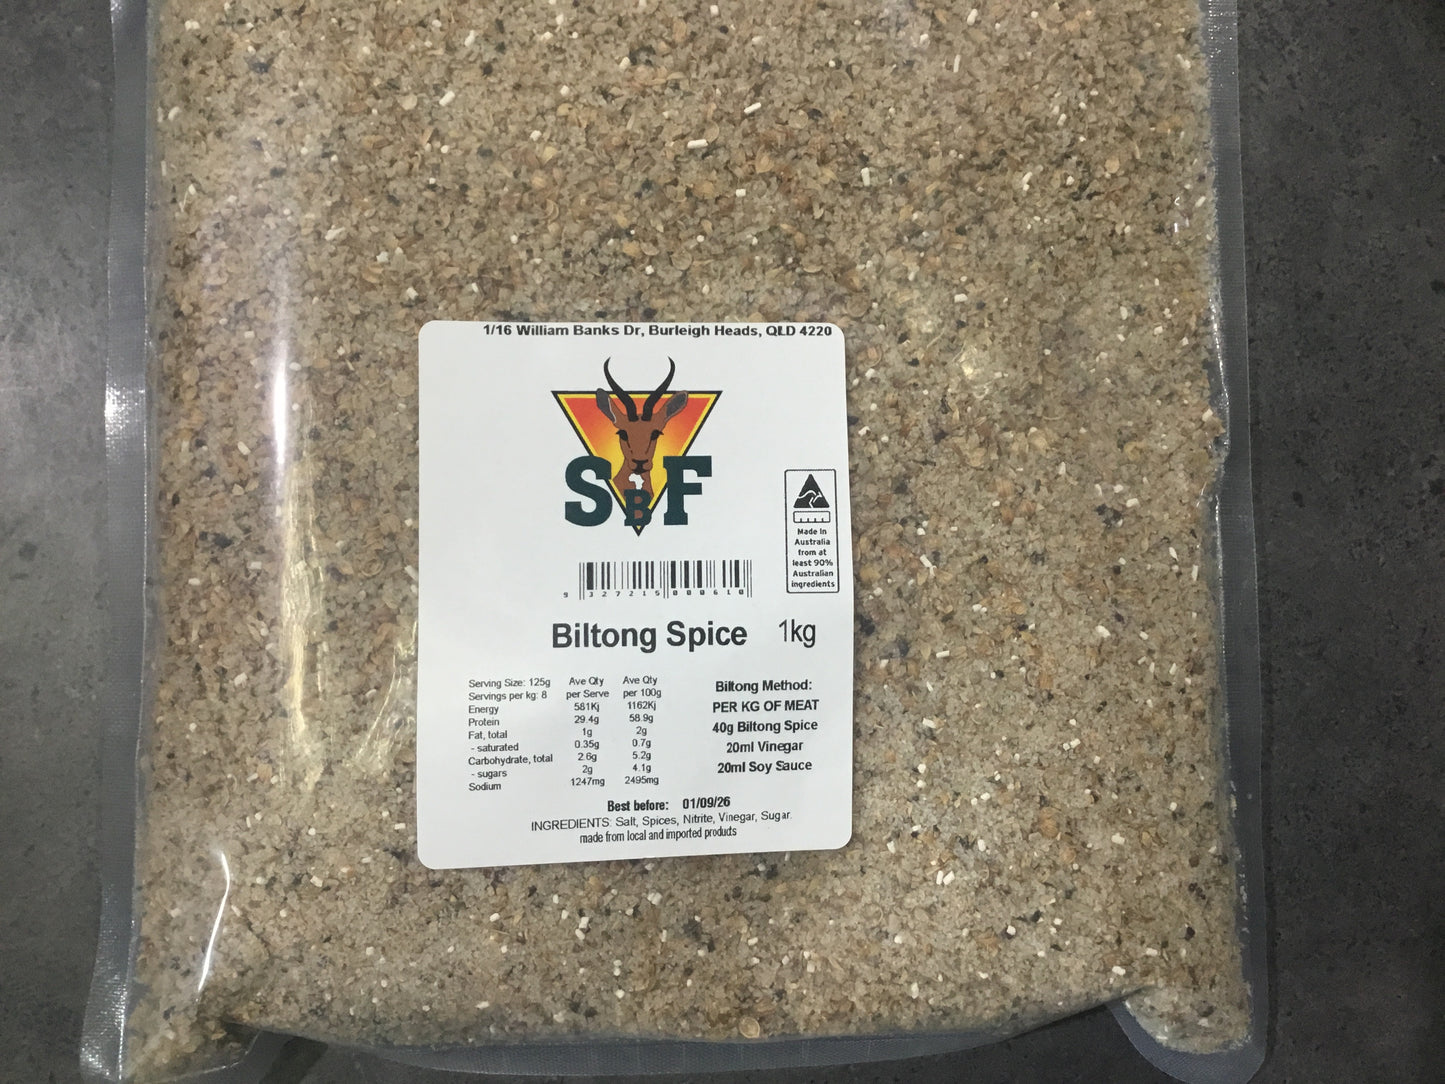 1/16 William Banks Dr, Burleigh Heads, QLD 4220
SBF
Made in
Australia
from at
least 90%
Australian
ingredients
9 327215 000610
Biltong Spice 1kg
Serving Size: 125g Ave Qty Ave Qty
Servings per kg: 8 per Serve per 100g
Energy 581Kj 1162Kj
Protein 29.4g 58.9g
Fat, total 1g 2g
- saturated 0.35g 0.7g
Carbohydrate, total 2.6g 5.2g
- sugars 2g 4.1g
Sodium 1247mg 2495mg
Biltong Method:
PER KG OF MEAT
40g Biltong Spice
20ml Vinegar
20ml Soy Sauce
Best before: 01/09/26
INGREDIENTS: Salt, Spices, Nitrite, Vinegar, Sugar.
made from local and imported products